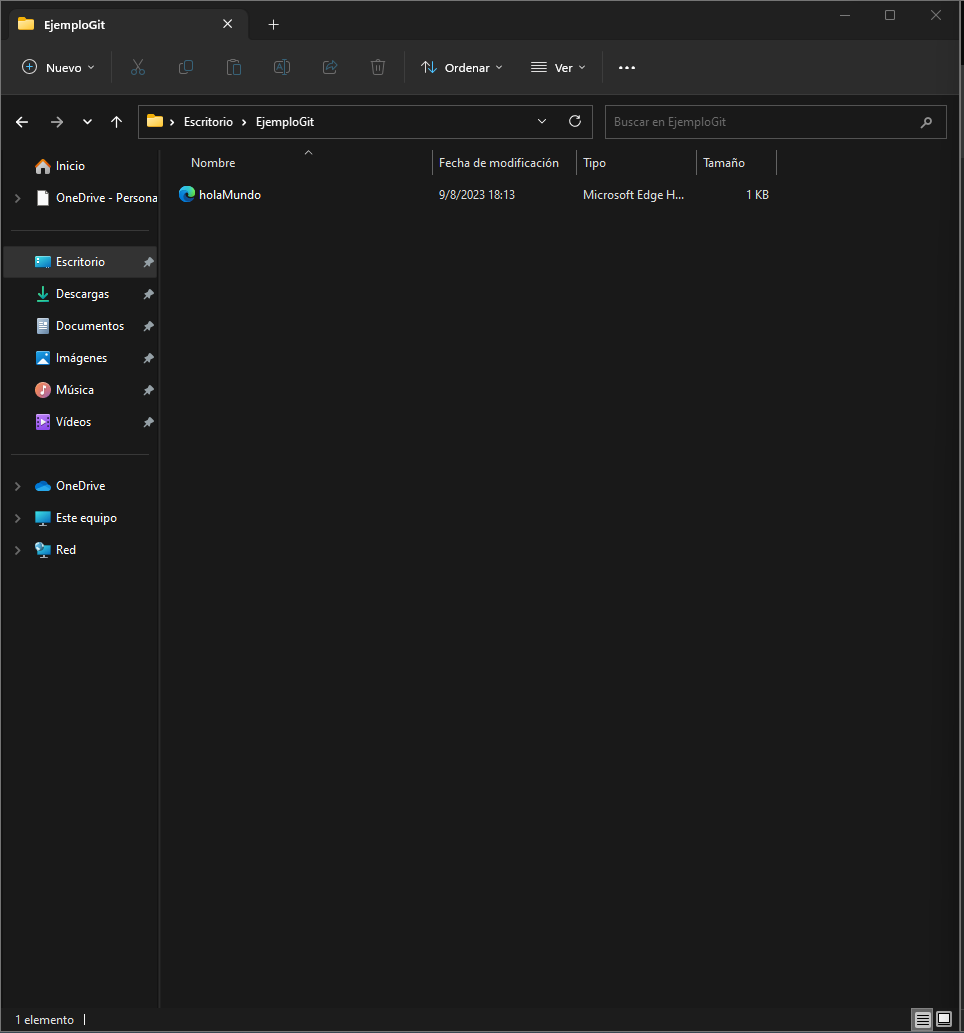 EjemploGit
Nuevo
Ordenar
Ver
Escritorio
EjemploGit
Buscar en EjemploGit
Inicio
OneDrive - Persona
Escritorio
Descargas
Documentos
Imágenes
Música
Vídeos
OneDrive
Este equipo
Red
Nombre Fecha de modificación Tipo Tamaño
holaMundo 9/8/2023 18:13 Microsoft Edge H... 1 KB
1 elemento